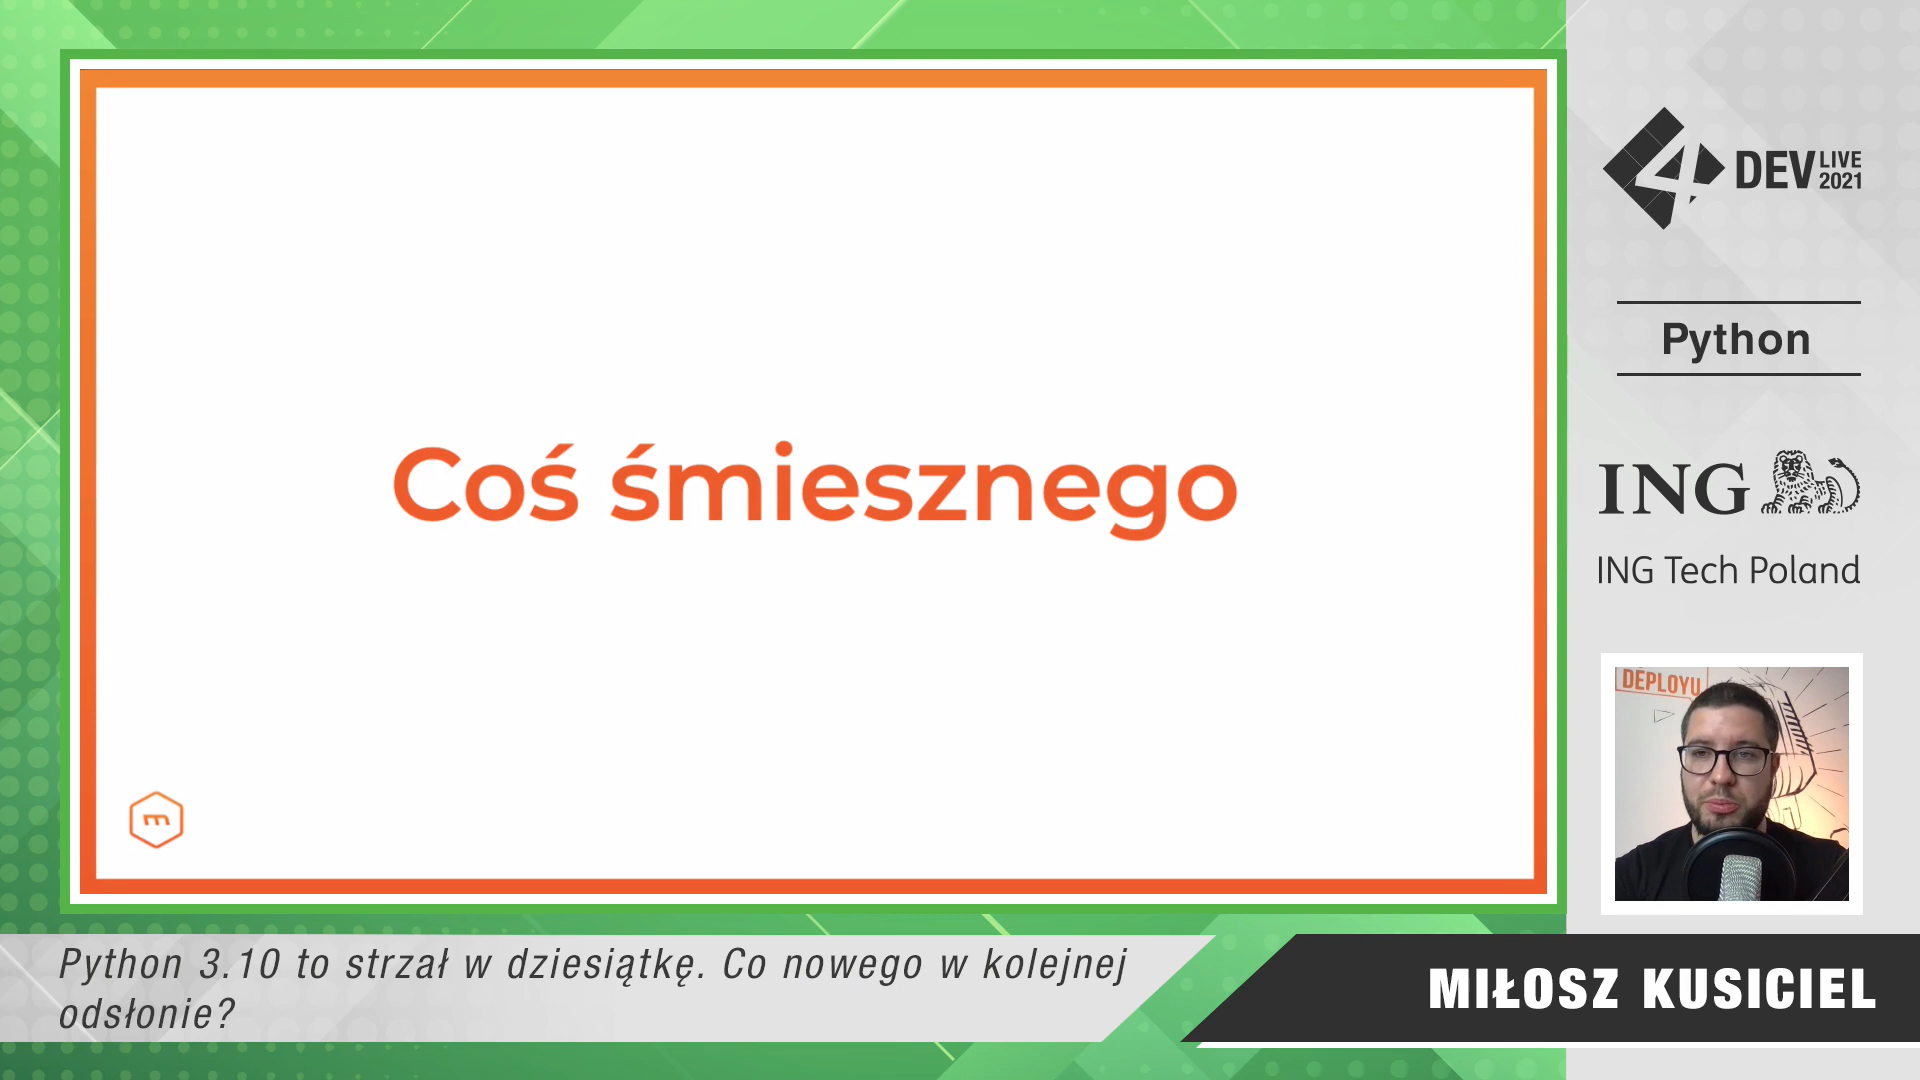 Coś śmiesznego
4
DEV LIVE
2021
Python
ING
ING Tech Poland
DEPLOYU
m
Python 3.10 to strzał w dziesiątkę. Co nowego w kolejnej
odsłonie?
MIŁOSZ KUSICIEL